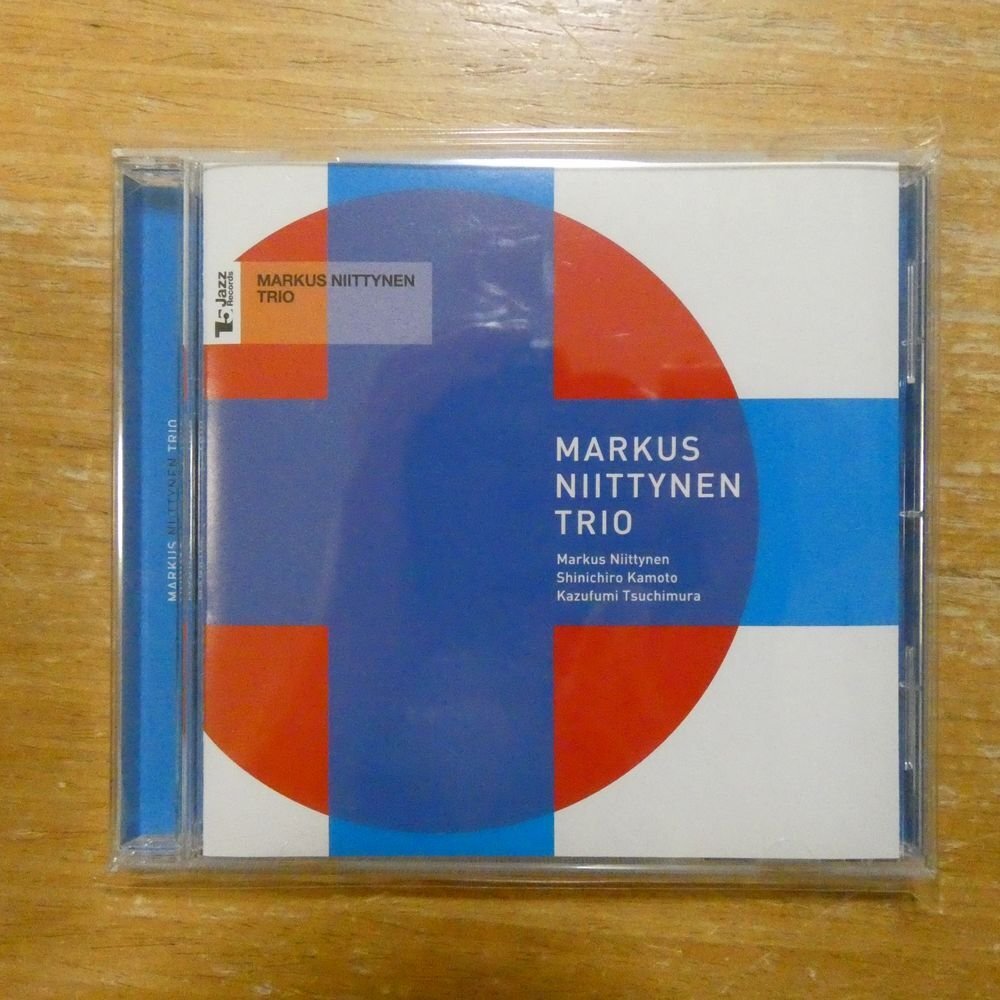 MARKUS NIITTYNEN
TRIO
Jazz
Records
MARKUS
NIITTYNEN
TRIO
Markus Niittynen
Shinichiro Kamoto
Kazufumi Tsuchimura
MARKUS NIITTYNEN TRIO